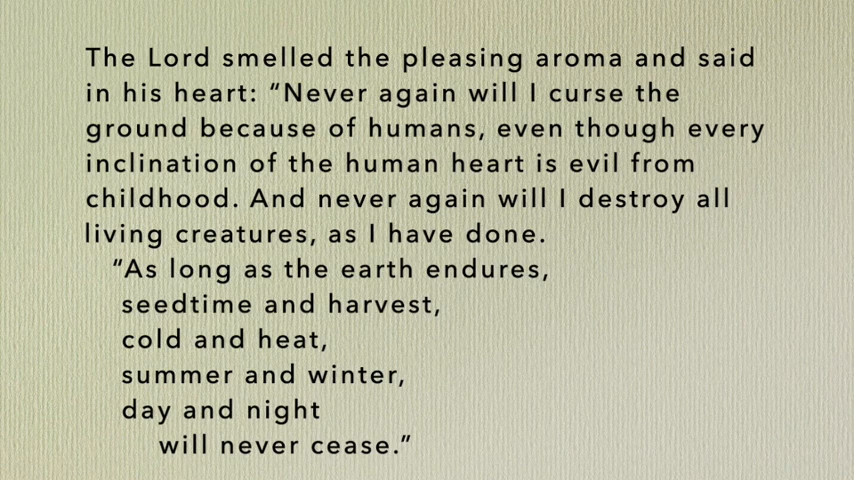 The Lord smelled the pleasing aroma and said
in his heart: “Never again will I curse the
ground because of humans, even though every
inclination of the human heart is evil from
childhood. And never again will I destroy all
living creatures, as I have done.
“As long as the earth endures,
seedtime and harvest,
cold and heat,
summer and winter,
day and night
will never cease.”